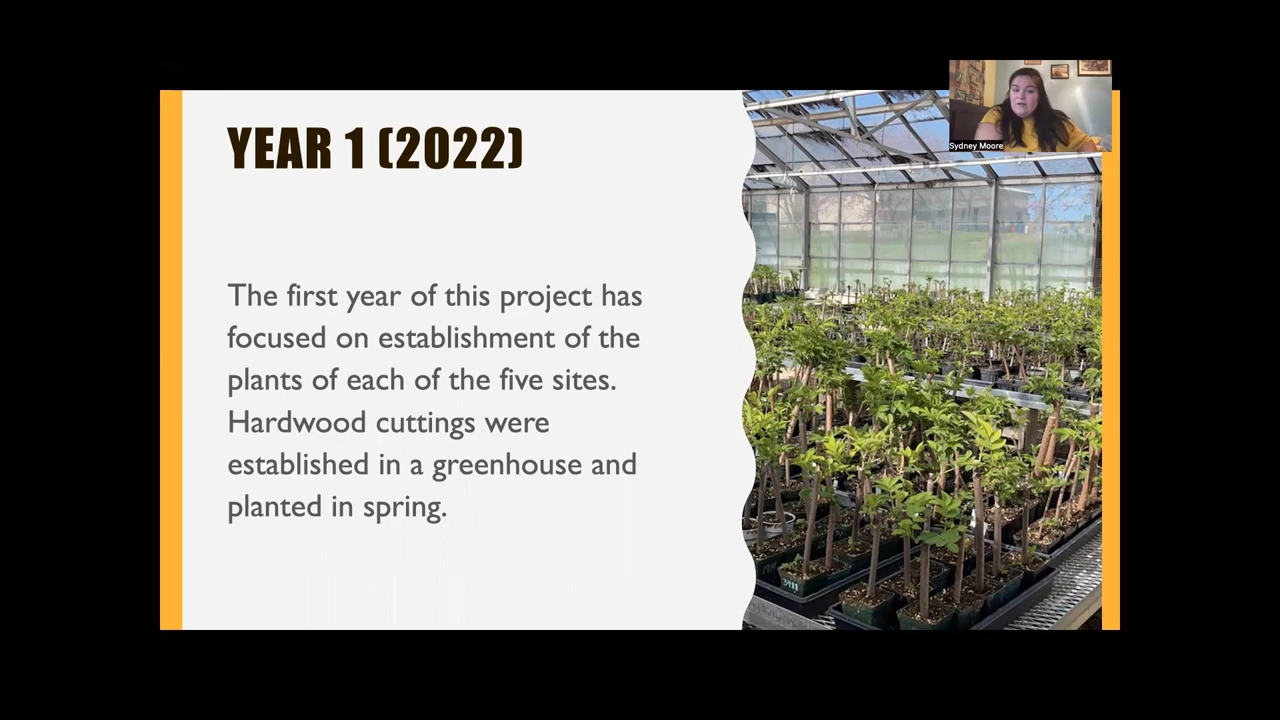 Sydney Moore
YEAR 1 (2022)
The first year of this project has
focused on establishment of the
plants of each of the five sites.
Hardwood cuttings were
established in a greenhouse and
planted in spring.